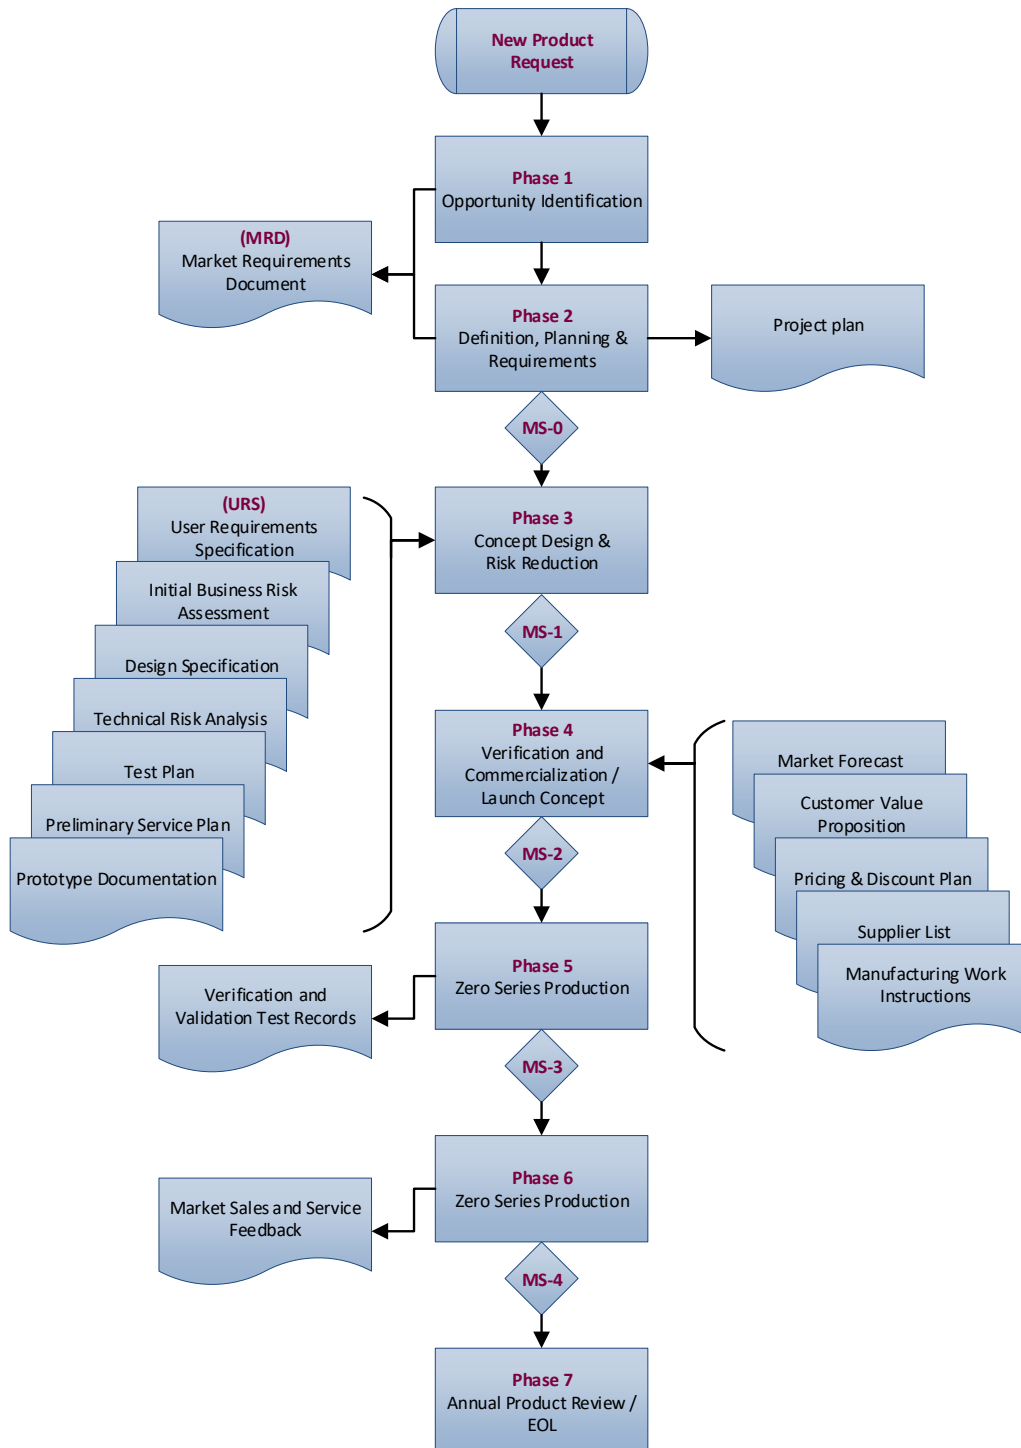 New Product
Request
Phase 1
Opportunity Identification
(MRD)
Market Requirements
Document
Phase 2
Definition, Planning &
Requirements
Project plan
MS-0
(URS)
User Requirements
Specification
Initial Business Risk
Assessment
Design Specification
Technical Risk Analysis
Test Plan
Preliminary Service Plan
Prototype Documentation
Phase 3
Concept Design &
Risk Reduction
MS-1
Phase 4
Verification and
Commercialization /
Launch Concept
Market Forecast
Customer Value
Proposition
Pricing & Discount Plan
Supplier List
Manufacturing Work
Instructions
MS-2
Phase 5
Zero Series Production
Verification and
Validation Test Records
MS-3
Phase 6
Zero Series Production
Market Sales and Service
Feedback
MS-4
Phase 7
Annual Product Review /
EOL